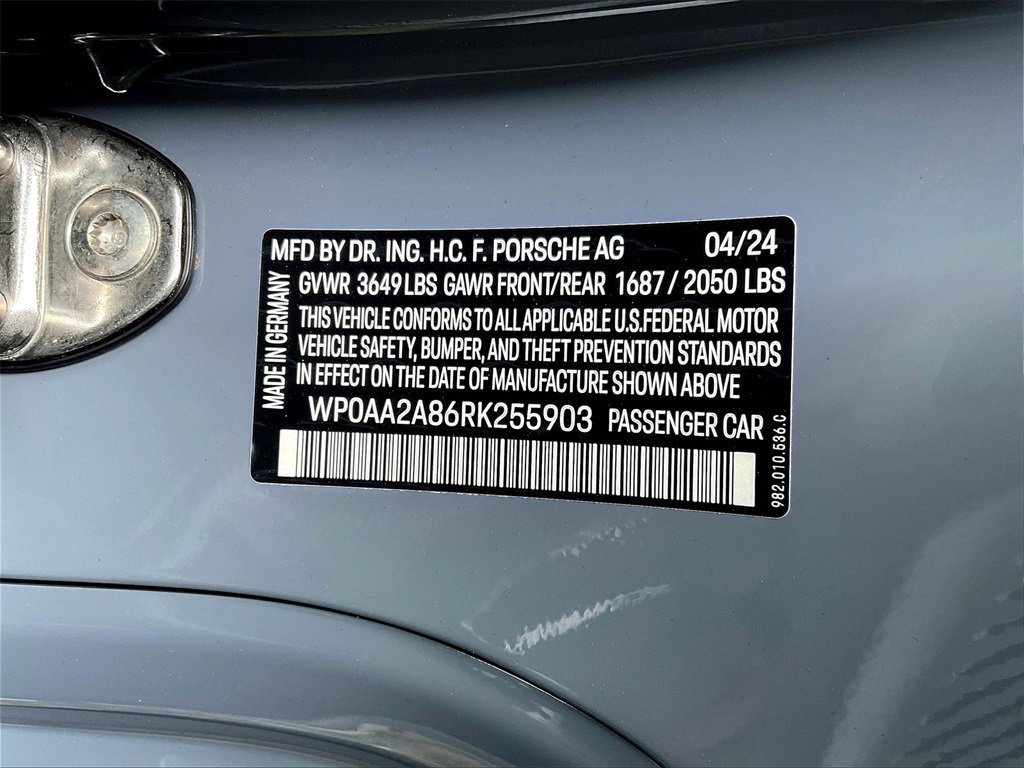 MFD BY DR. ING. H.C. F. PORSCHE AG 04/24
GVWR 3649 LBS GAWR FRONT/REAR 1687 / 2050 LBS
THIS VEHICLE CONFORMS TO ALL APPLICABLE U.S.FEDERAL MOTOR
VEHICLE SAFETY, BUMPER, AND THEFT PREVENTION STANDARDS
IN EFFECT ON THE DATE OF MANUFACTURE SHOWN ABOVE
MADE IN GERMANY
WP0AA2A86RK255903 PASSENGER CAR
982.010.536.C